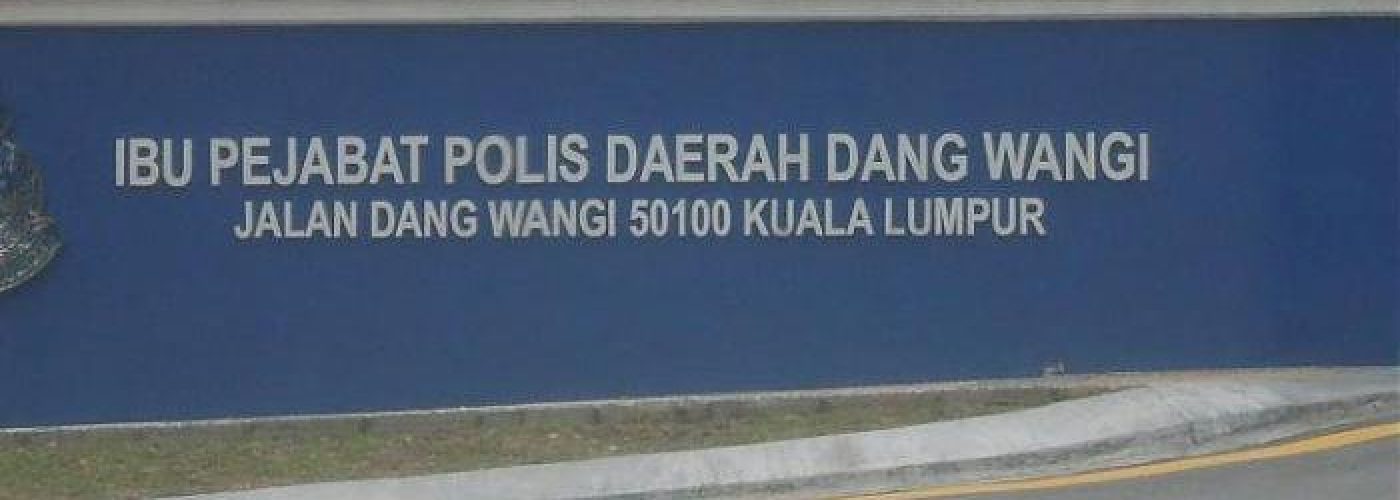 IBU PEJABAT POLIS DAERAH DANG WANGI
JALAN DANG WANGI 50100 KUALA LUMPUR